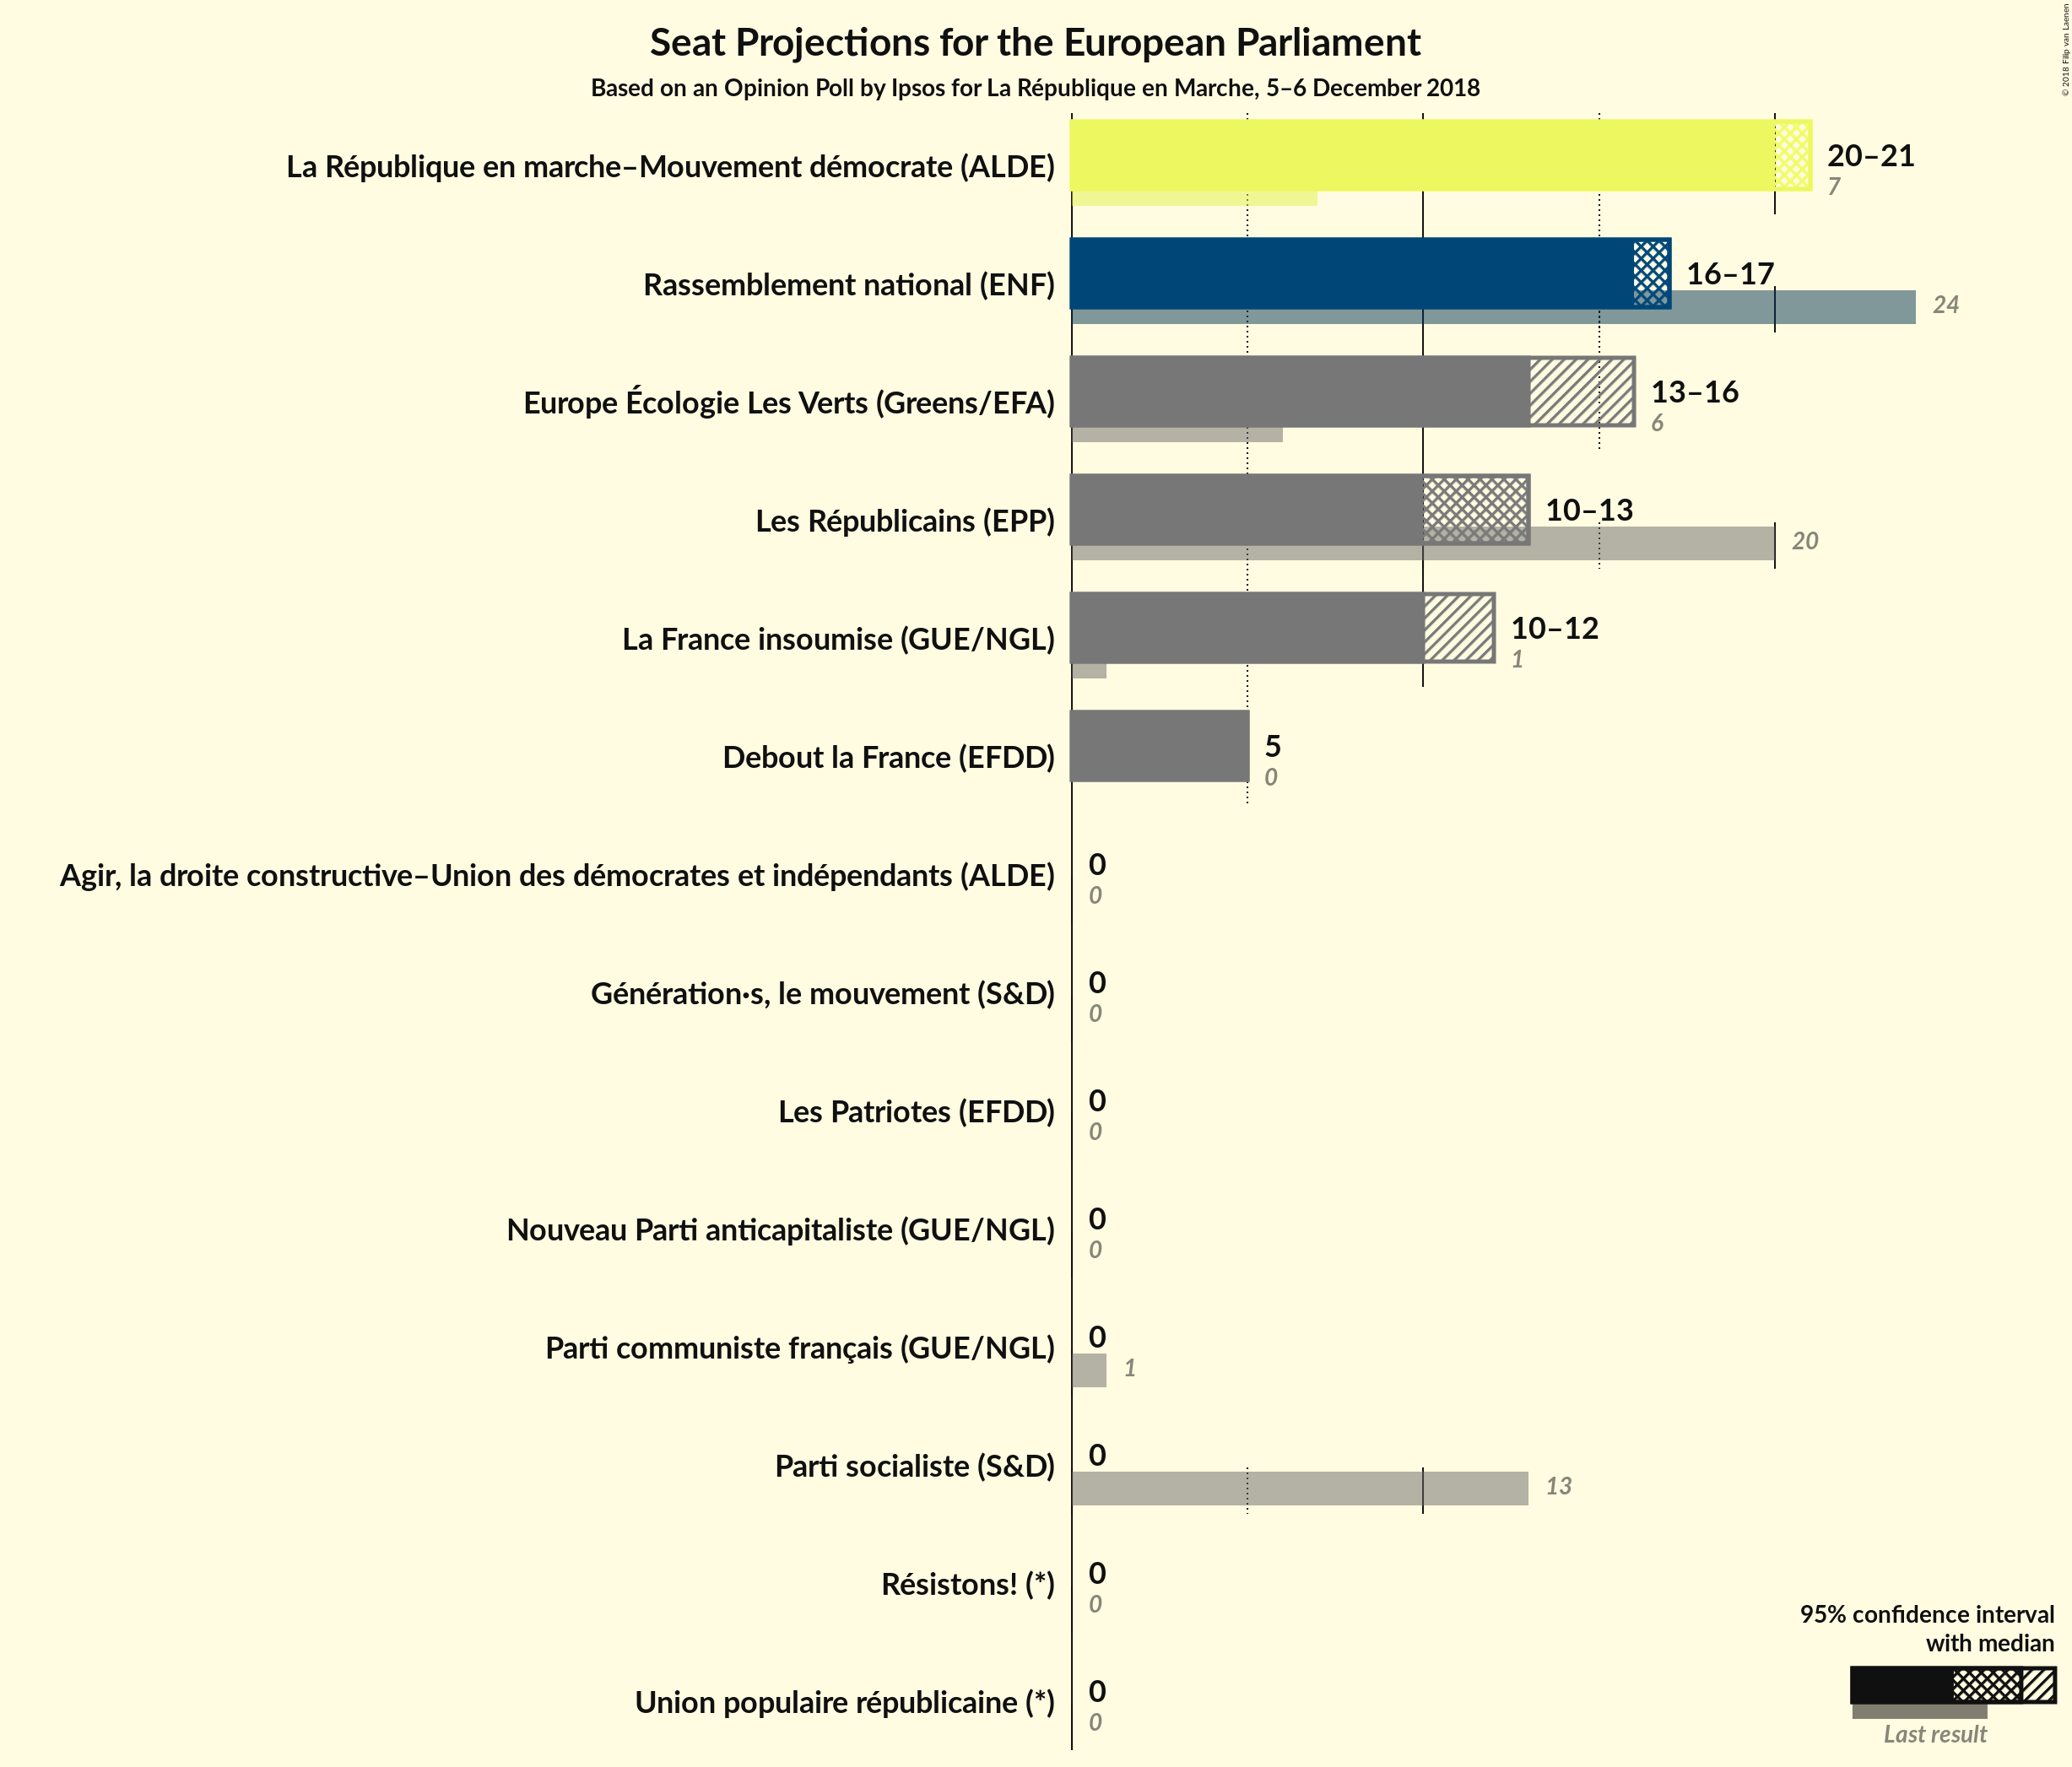 Seat Projections for the European Parliament
Based on an Opinion Poll by Ipsos for La République en Marche, 5–6 December 2018
© 2018 Filip van Laenen
La République en marche–Mouvement démocrate (ALDE)
20–21
7
Rassemblement national (ENF)
16–17
24
Europe Écologie Les Verts (Greens/EFA)
13–16
6
Les Républicains (EPP)
10–13
20
La France insoumise (GUE/NGL)
10–12
1
Debout la France (EFDD)
5
0
Agir, la droite constructive–Union des démocrates et indépendants (ALDE)
0
0
Génération·s, le mouvement (S&D)
0
0
Les Patriotes (EFDD)
0
0
Nouveau Parti anticapitaliste (GUE/NGL)
0
0
Parti communiste français (GUE/NGL)
0
1
Parti socialiste (S&D)
0
13
Résistons! (*)
0
0
Union populaire républicaine (*)
0
0
95% confidence interval
with median
Last result